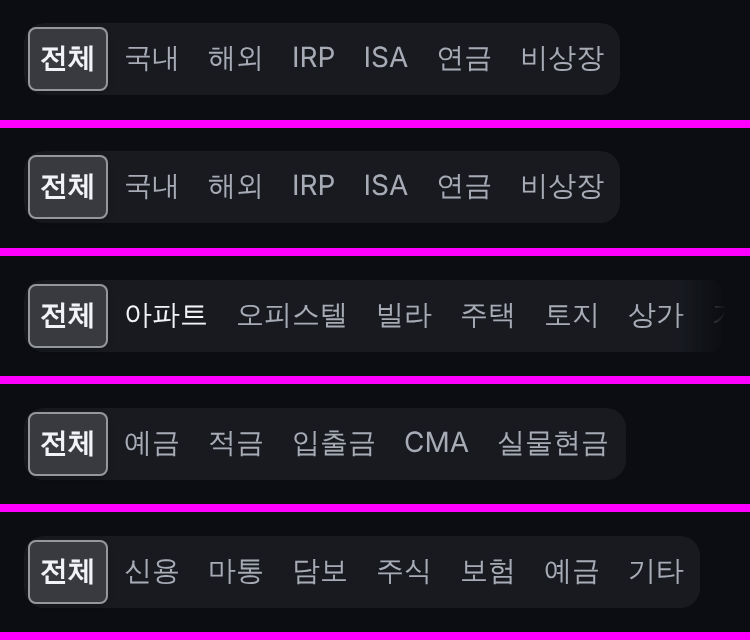 전체 국내 해외 IRP ISA 연금 비상장
전체 국내 해외 IRP ISA 연금 비상장
전체 아파트 오피스텔 빌라 주택 토지 상가
전체 예금 적금 입출금 CMA 실물현금
전체 신용 마통 담보 주식 보험 예금 기타